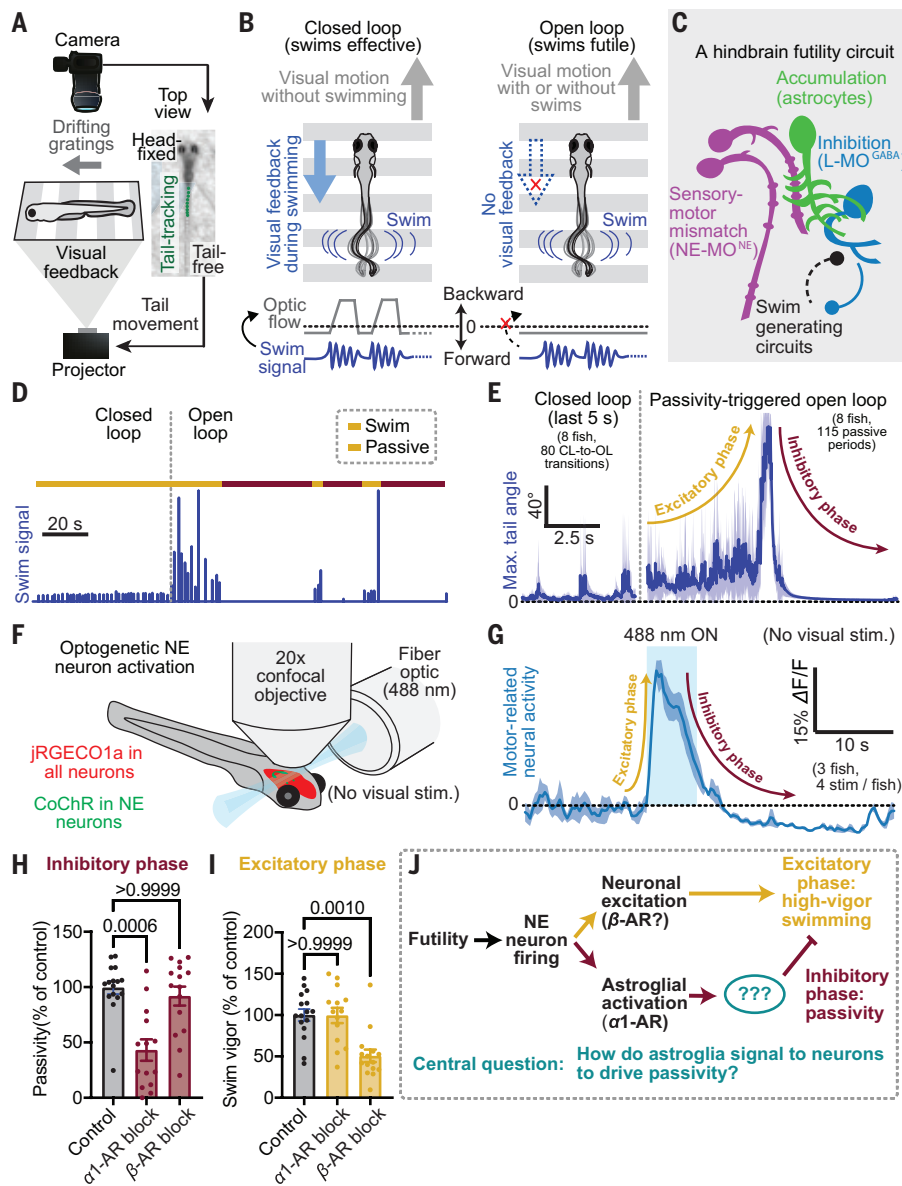 A
Camera
Top
view
Drifting
gratings
Head-
fixed
Tail-tracking
Tail-
free
Visual
feedback
Tail
movement
Projector
B
Closed loop
(swims effective)
Visual motion
without swimming
Visual feedback
during swimming
Swim
Open loop
(swims futile)
Visual motion
with or without
swims
No
visual feedback
Swim
Optic
flow
Swim
signal
Backward
0
Forward
C
A hindbrain futility circuit
Accumulation
(astrocytes)
Inhibition
(L-MO^GABA)
Sensory-
motor
mismatch
(NE-MO^NE)
Swim
generating
circuits
D
Closed
loop
Open
loop
Swim
Passive
20 s
Swim signal
E
Closed loop
(last 5 s)
(8 fish,
80 CL-to-OL
transitions)
Passivity-triggered open loop
(8 fish,
115 passive
periods)
Excitatory phase
Inhibitory phase
40°
2.5 s
Max. tail angle
0
F
Optogenetic NE
neuron activation
20x
confocal
objective
Fiber
optic
(488 nm)
jRGECO1a in
all neurons
CoChR in NE
neurons
(No visual stim.)
G
488 nm ON
(No visual stim.)
Motor-related
neural activity
Excitatory phase
Inhibitory phase
15% ΔF/F
10 s
(3 fish,
4 stim / fish)
0
H
Inhibitory phase
>0.9999
0.0006
Passivity(% of control)
150
100
50
0
Control
α1-AR block
β-AR block
I
Excitatory phase
0.0010
>0.9999
Swim vigor (% of control)
200
150
100
50
0
Control
α1-AR block
β-AR block
J
Futility
NE
neuron
firing
Neuronal
excitation
(β-AR?)
Excitatory
phase:
high-vigor
swimming
Astroglial
activation
(α1-AR)
???
Inhibitory
phase:
passivity
Central question: How do astroglia signal to neurons
to drive passivity?